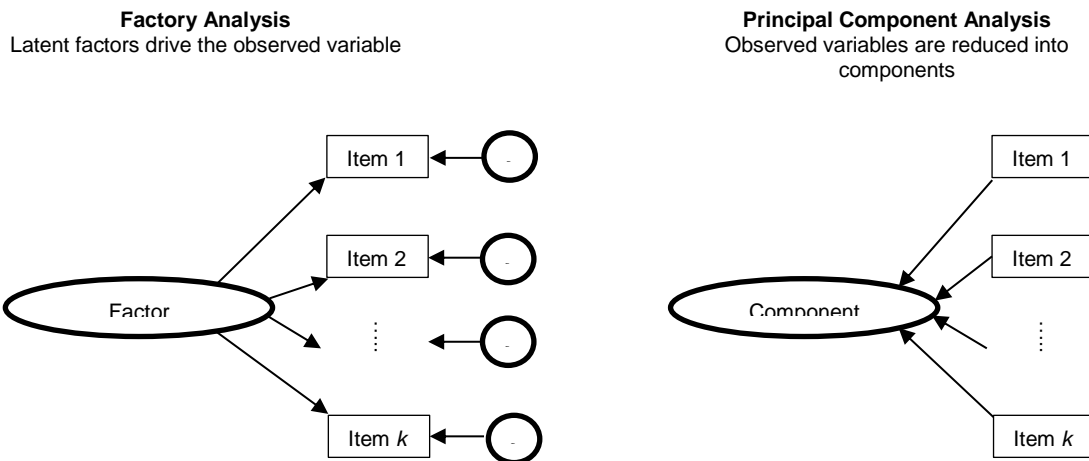 Factory Analysis
Latent factors drive the observed variable
Item 1
Item 2
Factor
Item k
Principal Component Analysis
Observed variables are reduced into
components
Item 1
Item 2
Component
Item k